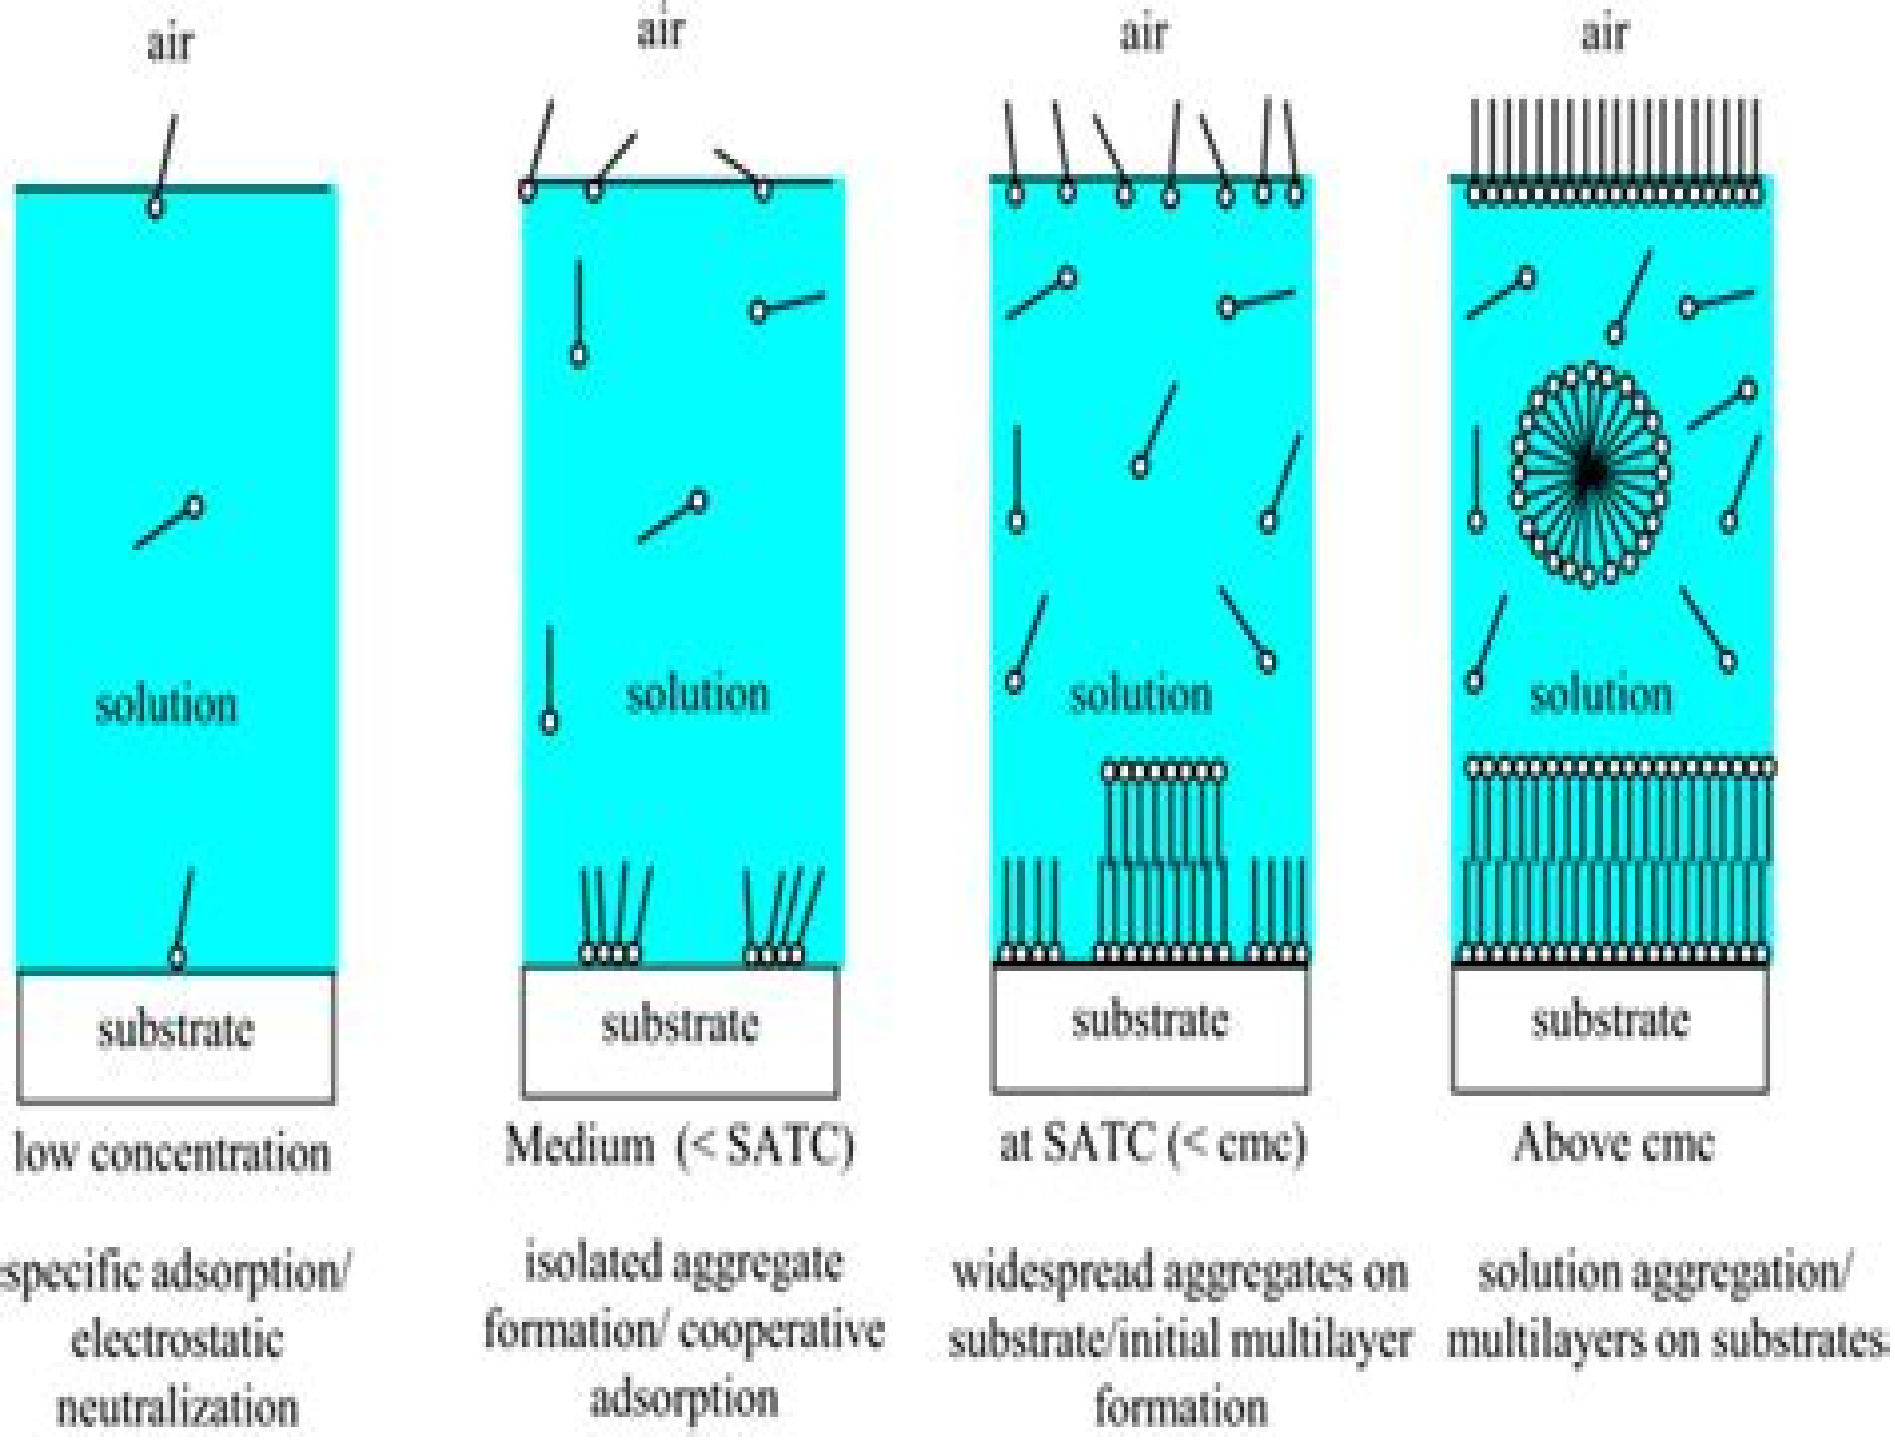 air
air
air
air
solution
solution
solution
solution
substrate
substrate
substrate
substrate
low concentration
Medium (< SATC)
at SATC (< cmc)
Above cmc
specific adsorption/
electrostatic
neutralization
isolated aggregate
formation/ cooperative
adsorption
widespread aggregates on
substrate/initial multilayer
formation
solution aggregation/
multilayers on substrates